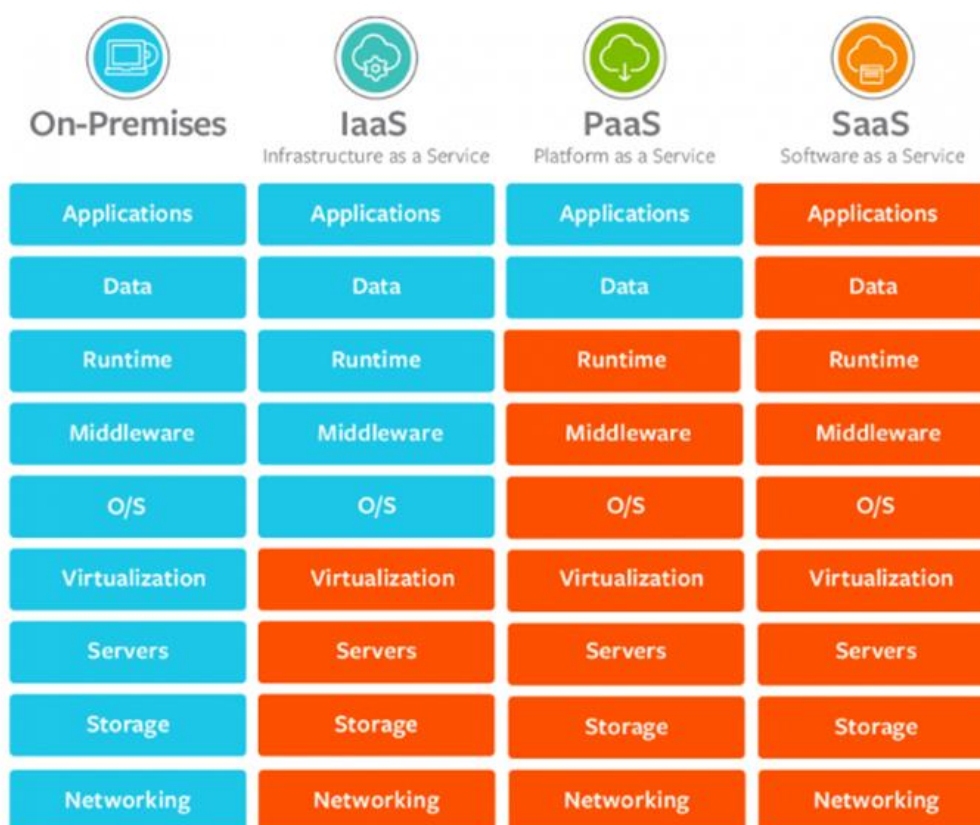 On-Premises
IaaS
Infrastructure as a Service
PaaS
Platform as a Service
SaaS
Software as a Service
Applications Applications Applications Applications
Data Data Data Data
Runtime Runtime Runtime Runtime
Middleware Middleware Middleware Middleware
O/S O/S O/S O/S
Virtualization Virtualization Virtualization Virtualization
Servers Servers Servers Servers
Storage Storage Storage Storage
Networking Networking Networking Networking